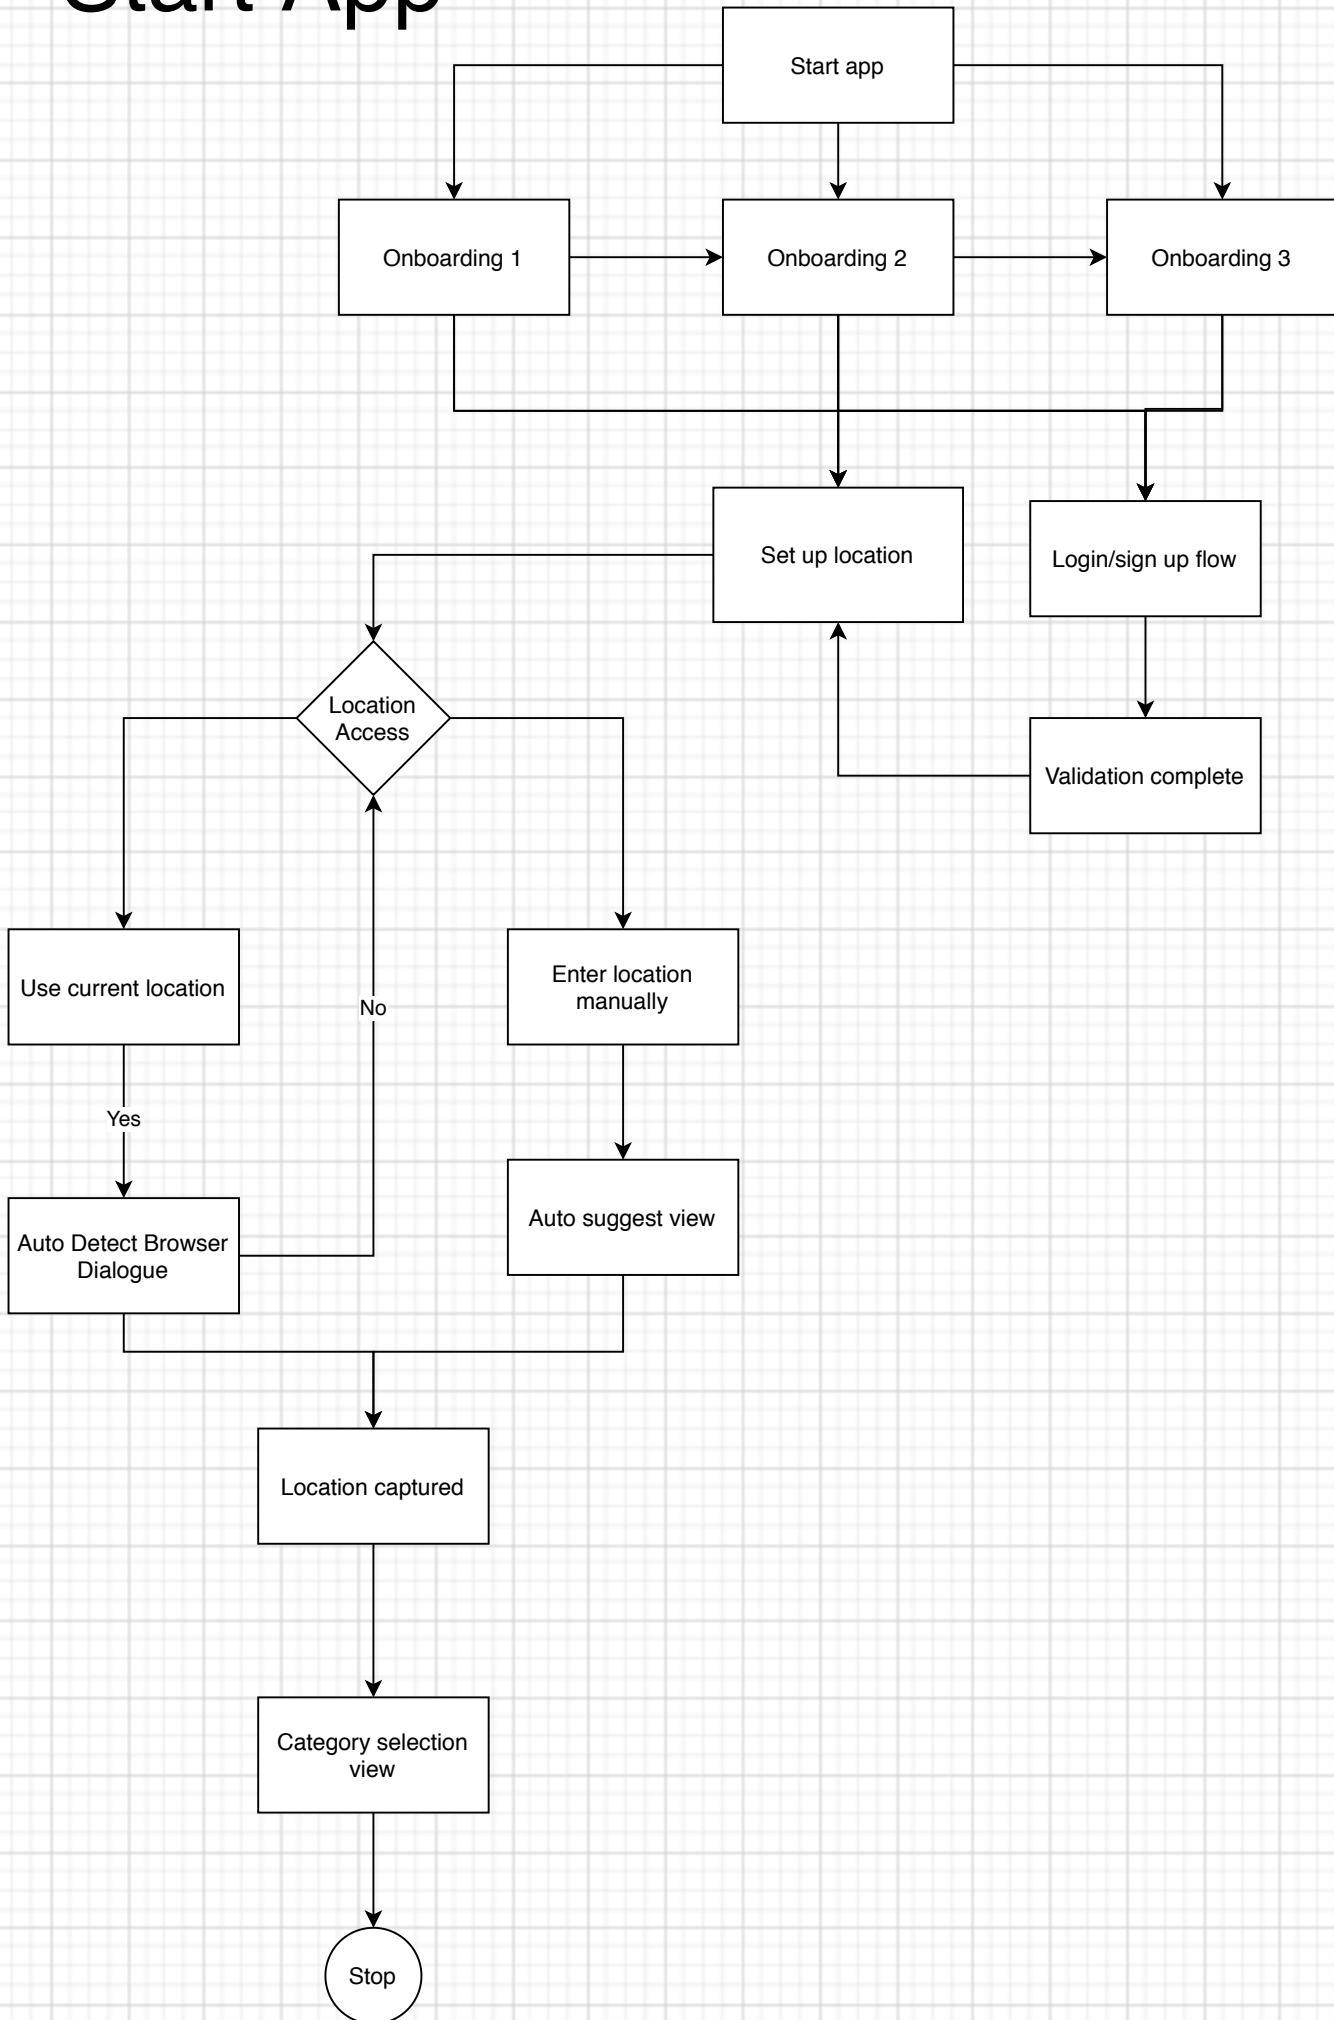 Start App
Start app
Onboarding 1
Onboarding 2
Onboarding 3
Set up location
Login/sign up flow
Location
Access
Validation complete
Use current location
Enter location
manually
No
Yes
Auto suggest view
Auto Detect Browser
Dialogue
Location captured
Category selection
view
Stop